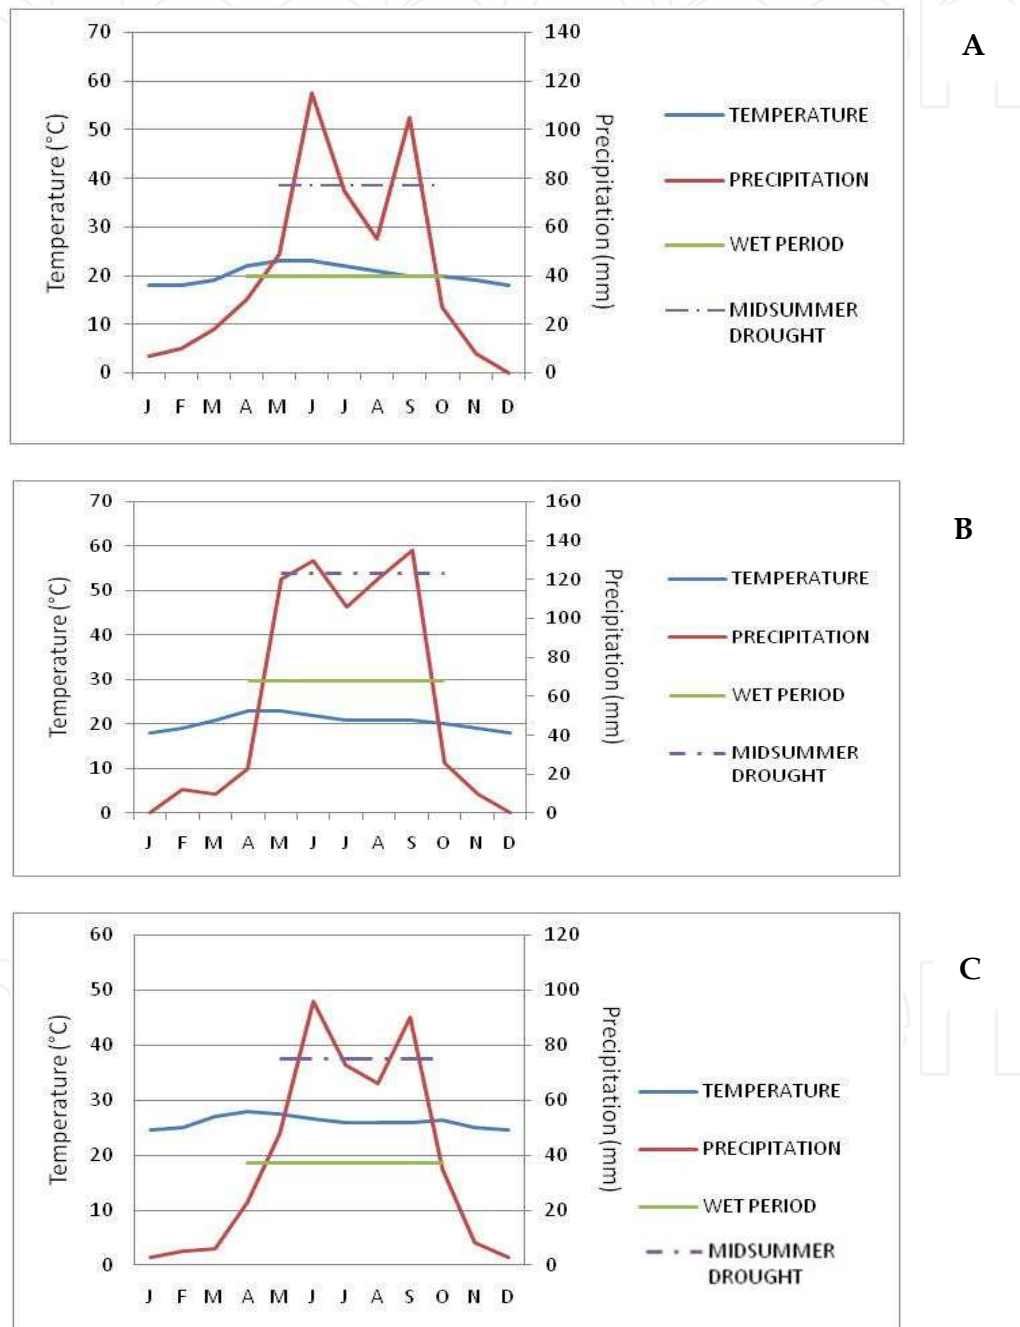 A
Temperature (°C)
70
60
50
40
30
20
10
0
140
120
100
80
60
40
20
0
Precipitation (mm)
J F M A M J J A S O N D
TEMPERATURE
PRECIPITATION
WET PERIOD
MIDSUMMER
DROUGHT
B
Temperature (°C)
70
60
50
40
30
20
10
0
160
140
120
100
80
60
40
20
0
Precipitation (mm)
J F M A M J J A S O N D
TEMPERATURE
PRECIPITATION
WET PERIOD
MIDSUMMER
DROUGHT
C
Temperature (°C)
60
50
40
30
20
10
0
120
100
80
60
40
20
0
Precipitation (mm)
J F M A M J J A S O N D
TEMPERATURE
PRECIPITATION
WET PERIOD
MIDSUMMER
DROUGHT